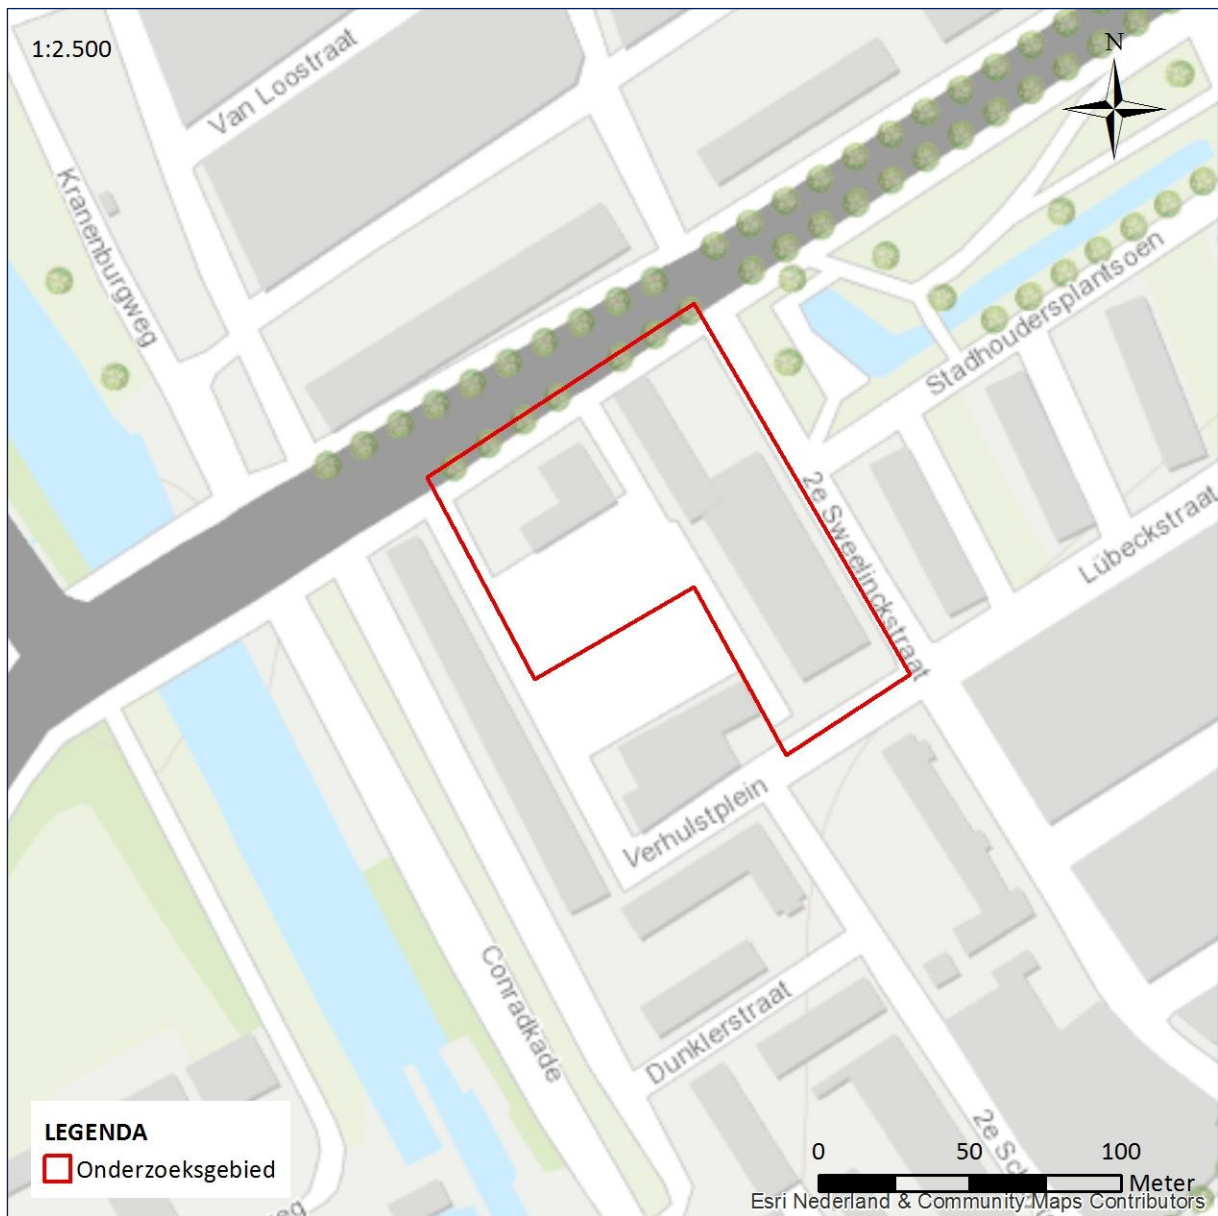 1:2.500
Van Loostraat
N
Kranenburgweg
Stadhoudersplantsoen
2e Sweelinckstraat
Lübeckstraat
Verhulstplein
Conradkade
Dunklerstraat
LEGENDA
Onderzoeksgebied
0 50 100
Meter
Esri Nederland & Community Maps Contributors